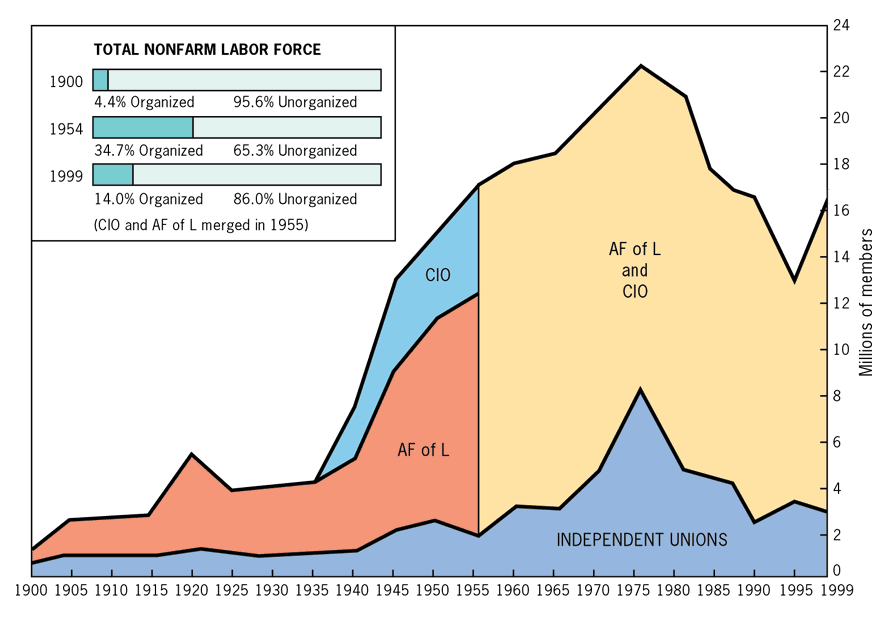 TOTAL NONFARM LABOR FORCE
1900
4.4% Organized 95.6% Unorganized
1954
34.7% Organized 65.3% Unorganized
1999
14.0% Organized 86.0% Unorganized
(CIO and AF of L merged in 1955)
CIO
AF of L
AF of L
and
CIO
INDEPENDENT UNIONS
24
22
20
18
16
14
12
10
8
6
4
2
0
Millions of members
1900 1905 1910 1915 1920 1925 1930 1935 1940 1945 1950 1955 1960 1965 1970 1975 1980 1985 1990 1995 1999